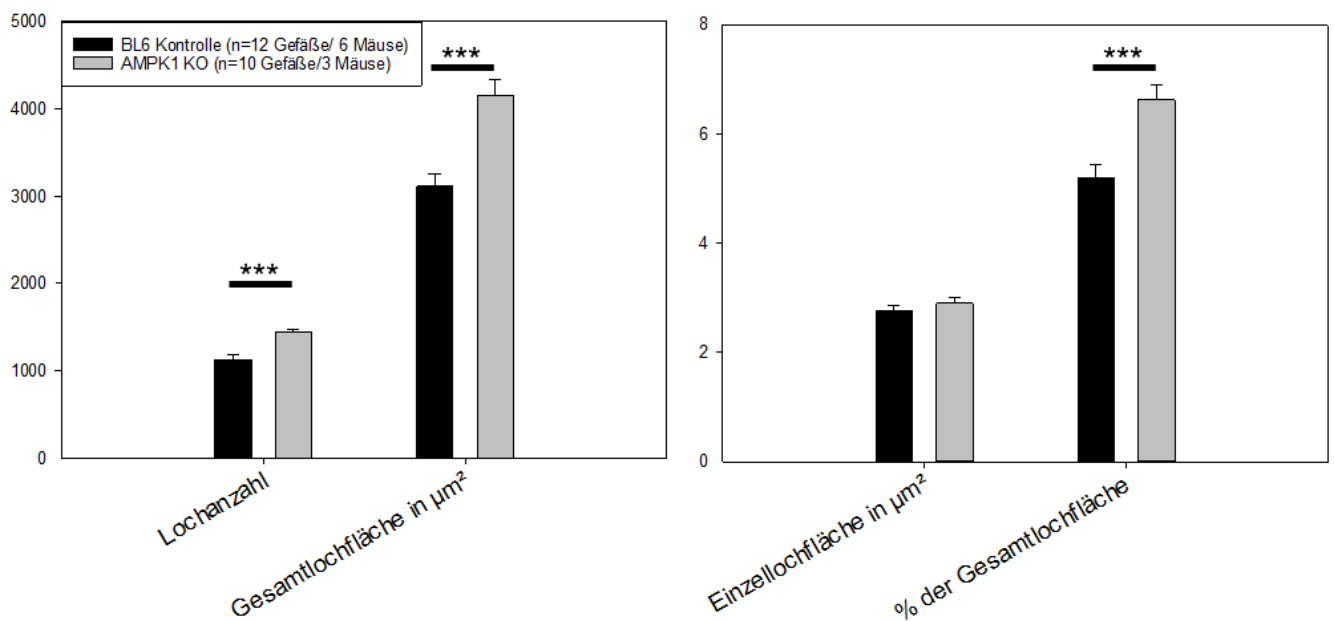 5000
4000
3000
2000
1000
0
BL6 Kontrolle (n=12 Gefäße/ 6 Mäuse)
AMPK1 KO (n=10 Gefäße/3 Mäuse)
***
***
Lochanzahl
Gesamtlochfläche in µm²
8
6
4
2
0
***
Einzellochfläche in µm²
% der Gesamtlochfläche